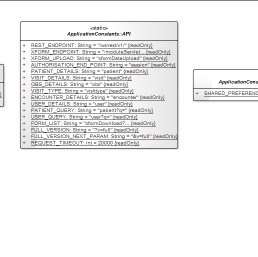 «static»
ApplicationConstants::API
+ REST_ENDPOINT: String = "/ws/rest/v1/" {readOnly}
+ XFORM_ENDPOINT: String = "/moduleServlet... {readOnly}
+ XFORM_UPLOAD: String = "xformDataUpload" {readOnly}
+ AUTHORISATION_END_POINT: String = "session" {readOnly}
+ PATIENT_DETAILS: String = "patient" {readOnly}
+ VISIT_DETAILS: String = "visit" {readOnly}
+ OBS_DETAILS: String = "obs" {readOnly}
+ VISIT_TYPE: String = "visittype" {readOnly}
+ ENCOUNTER_DETAILS: String = "encounter" {readOnly}
+ USER_DETAILS: String = "user" {readOnly}
+ PATIENT_QUERY: String = "patient?q=" {readOnly}
+ USER_QUERY: String = "user?q=" {readOnly}
+ FORM_LIST: String = "xformDownload?... {readOnly}
+ FULL_VERSION: String = "?v=full" {readOnly}
+ FULL_VERSION_NEXT_PARAM: String = "&v=full" {readOnly}
+ REQUEST_TIMEOUT: int = 20000 {readOnly}
ApplicationCons
+ SHARED_PREFERENC